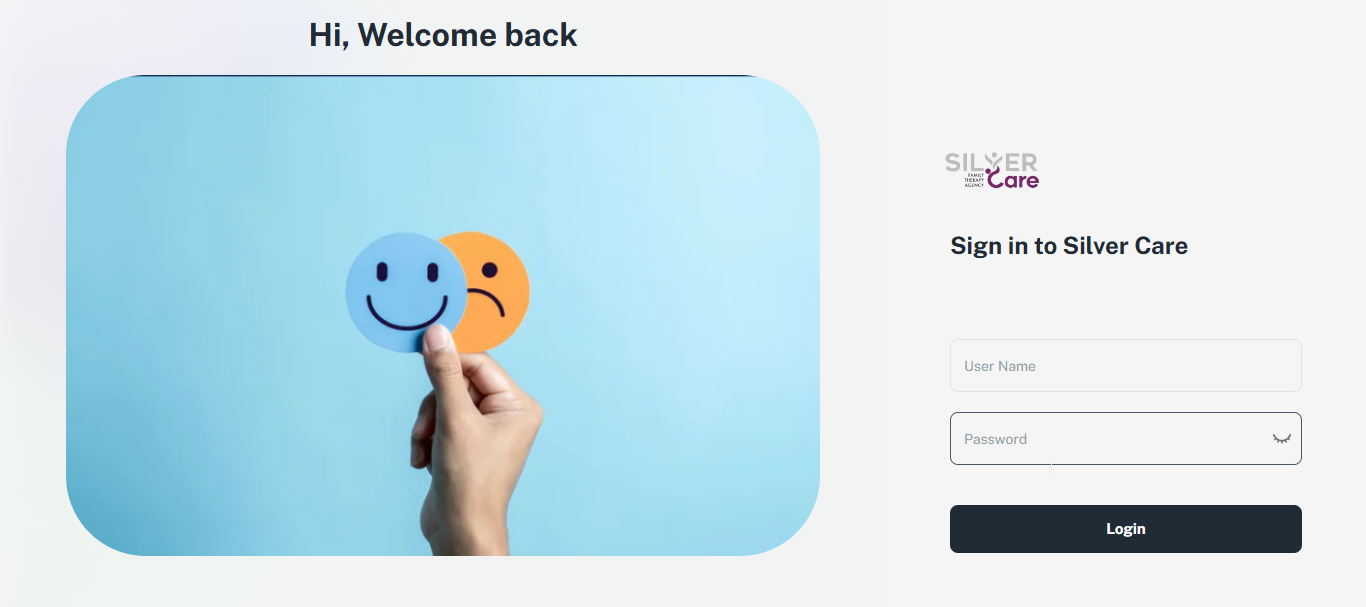 Hi, Welcome back
SILVER
FAMILY
THERAPY
AGENCY
Care
Sign in to Silver Care
User Name
Password
Login